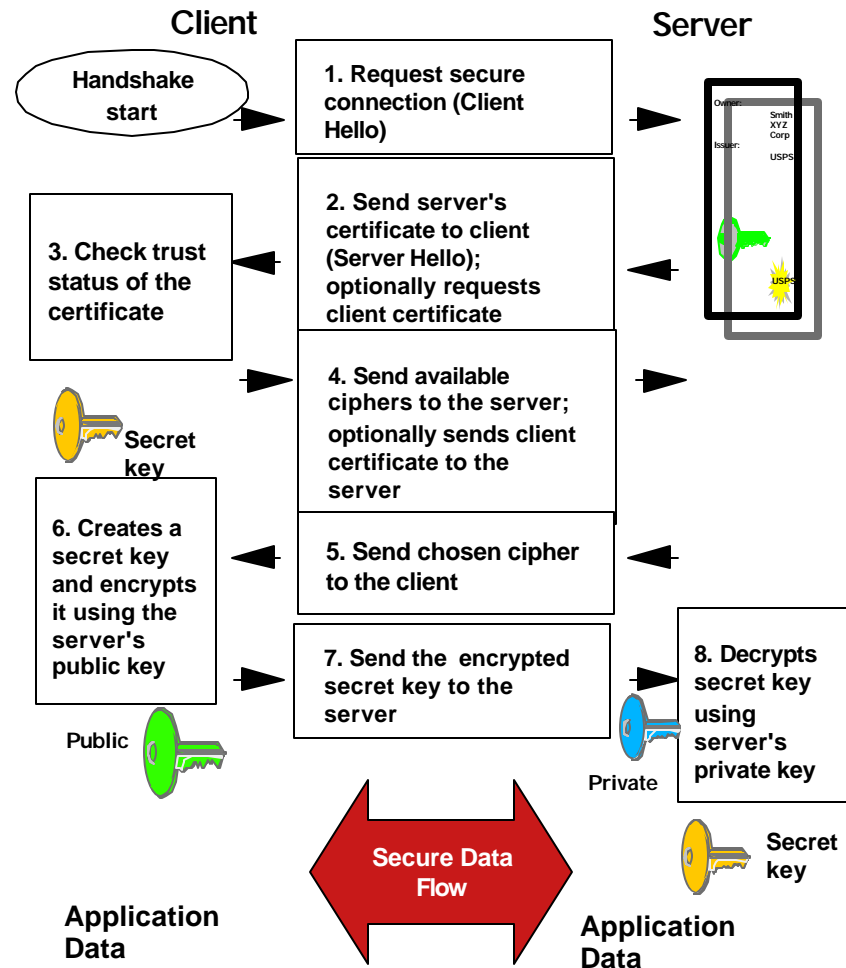 Client
Server
Handshake
start
1. Request secure
connection (Client
Hello)
Owner:
Smith
XYZ
Corp
Issuer:
USPS
USPS
2. Send server's
certificate to client
(Server Hello);
optionally requests
client certificate
3. Check trust
status of the
certificate
4. Send available
ciphers to the server;
optionally sends client
certificate to the
server
Secret
key
5. Send chosen cipher
to the client
6. Creates a
secret key
and encrypts
it using the
server's
public key
7. Send the encrypted
secret key to the
server
8. Decrypts
secret key
using
server's
private key
Public
Private
Secure Data
Flow
Secret
key
Application
Data
Application
Data